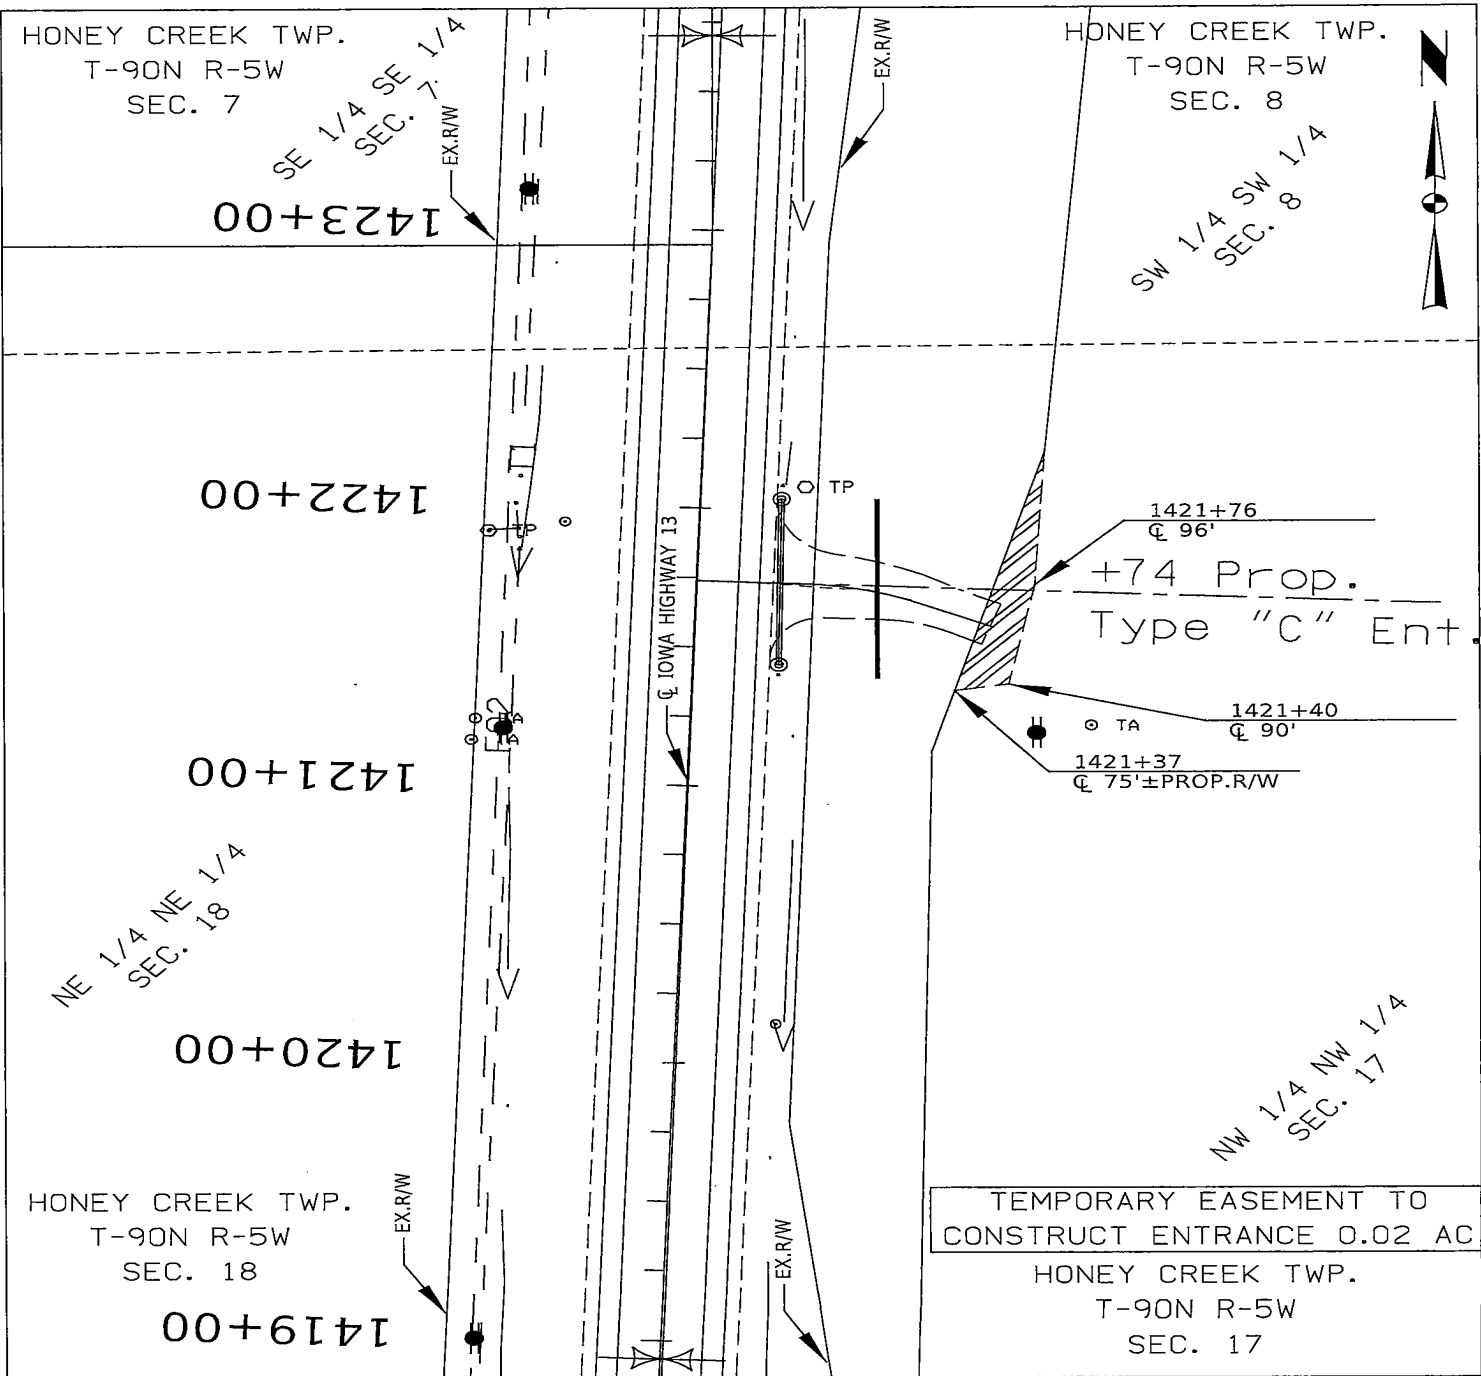 HONEY CREEK TWP.
T-90N R-5W
SEC. 7
SE 1/4 SE 1/4
SEC. 7
EX.R/W
EX.R/W
HONEY CREEK TWP.
T-90N R-5W
SEC. 8
N
SW 1/4 SW 1/4
SEC. 8
1423+00
1422+00
TP
TP
℄ IOWA HIGHWAY 13
1421+76
℄ 96'
+74 Prop.
Type "C" Ent.
1421+40
℄ 90'
TA
1421+37
℄ 75'±PROP.R/W
1421+00
NE 1/4 NE 1/4
SEC. 18
1420+00
NW 1/4 NW 1/4
SEC. 17
HONEY CREEK TWP.
T-90N R-5W
SEC. 18
EX.R/W
EX.R/W
1419+00
TEMPORARY EASEMENT TO
CONSTRUCT ENTRANCE 0.02 AC
HONEY CREEK TWP.
T-90N R-5W
SEC. 17